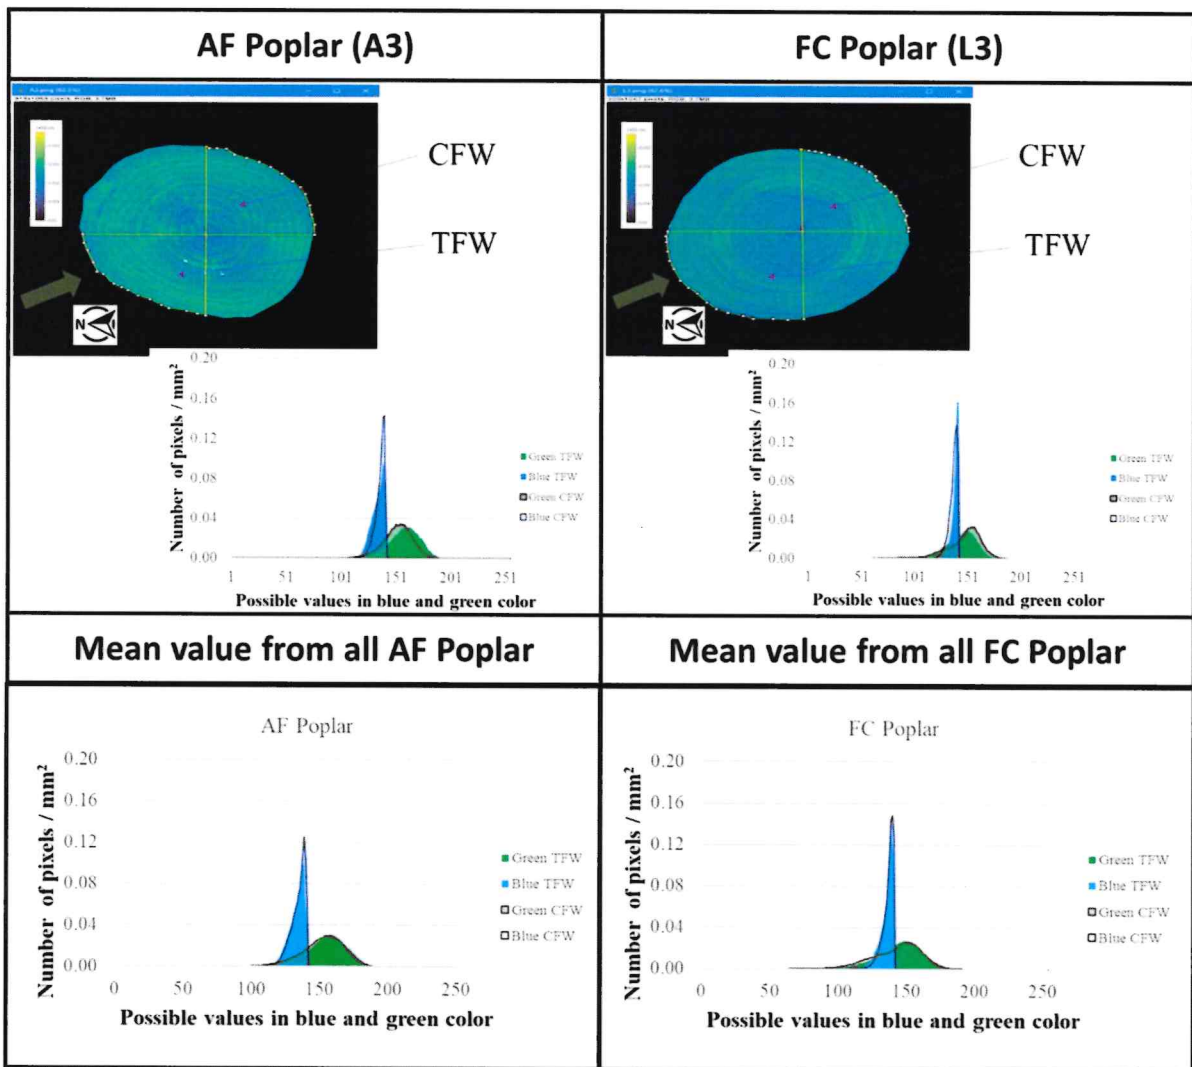 AF Poplar (A3)
FC Poplar (L3)
CFW
TFW
N
CFW
TFW
N
Number of pixels / mm²
0.20
0.16
0.12
0.08
0.04
0.00
1 51 101 151 201 251
Possible values in blue and green color
Green TFW
Blue TFW
Green CFW
Blue CFW
Number of pixels / mm²
0.20
0.16
0.12
0.08
0.04
0.00
1 51 101 151 201 251
Possible values in blue and green color
Green TFW
Blue TFW
Green CFW
Blue CFW
Mean value from all AF Poplar
Mean value from all FC Poplar
AF Poplar
Number of pixels / mm²
0.20
0.16
0.12
0.08
0.04
0.00
0 50 100 150 200 250
Possible values in blue and green color
Green TFW
Blue TFW
Green CFW
Blue CFW
FC Poplar
Number of pixels / mm²
0.20
0.16
0.12
0.08
0.04
0.00
0 50 100 150 200 250
Possible values in blue and green color
Green TFW
Blue TFW
Green CFW
Blue CFW